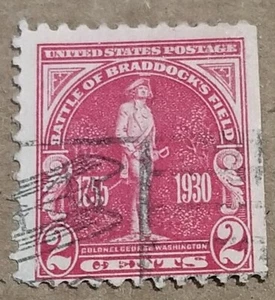 UNITED STATES POSTAGE
BATTLE OF BRADDOCK'S FIELD
1755 1930
COLONEL GEORGE WASHINGTON
2 CENTS 2